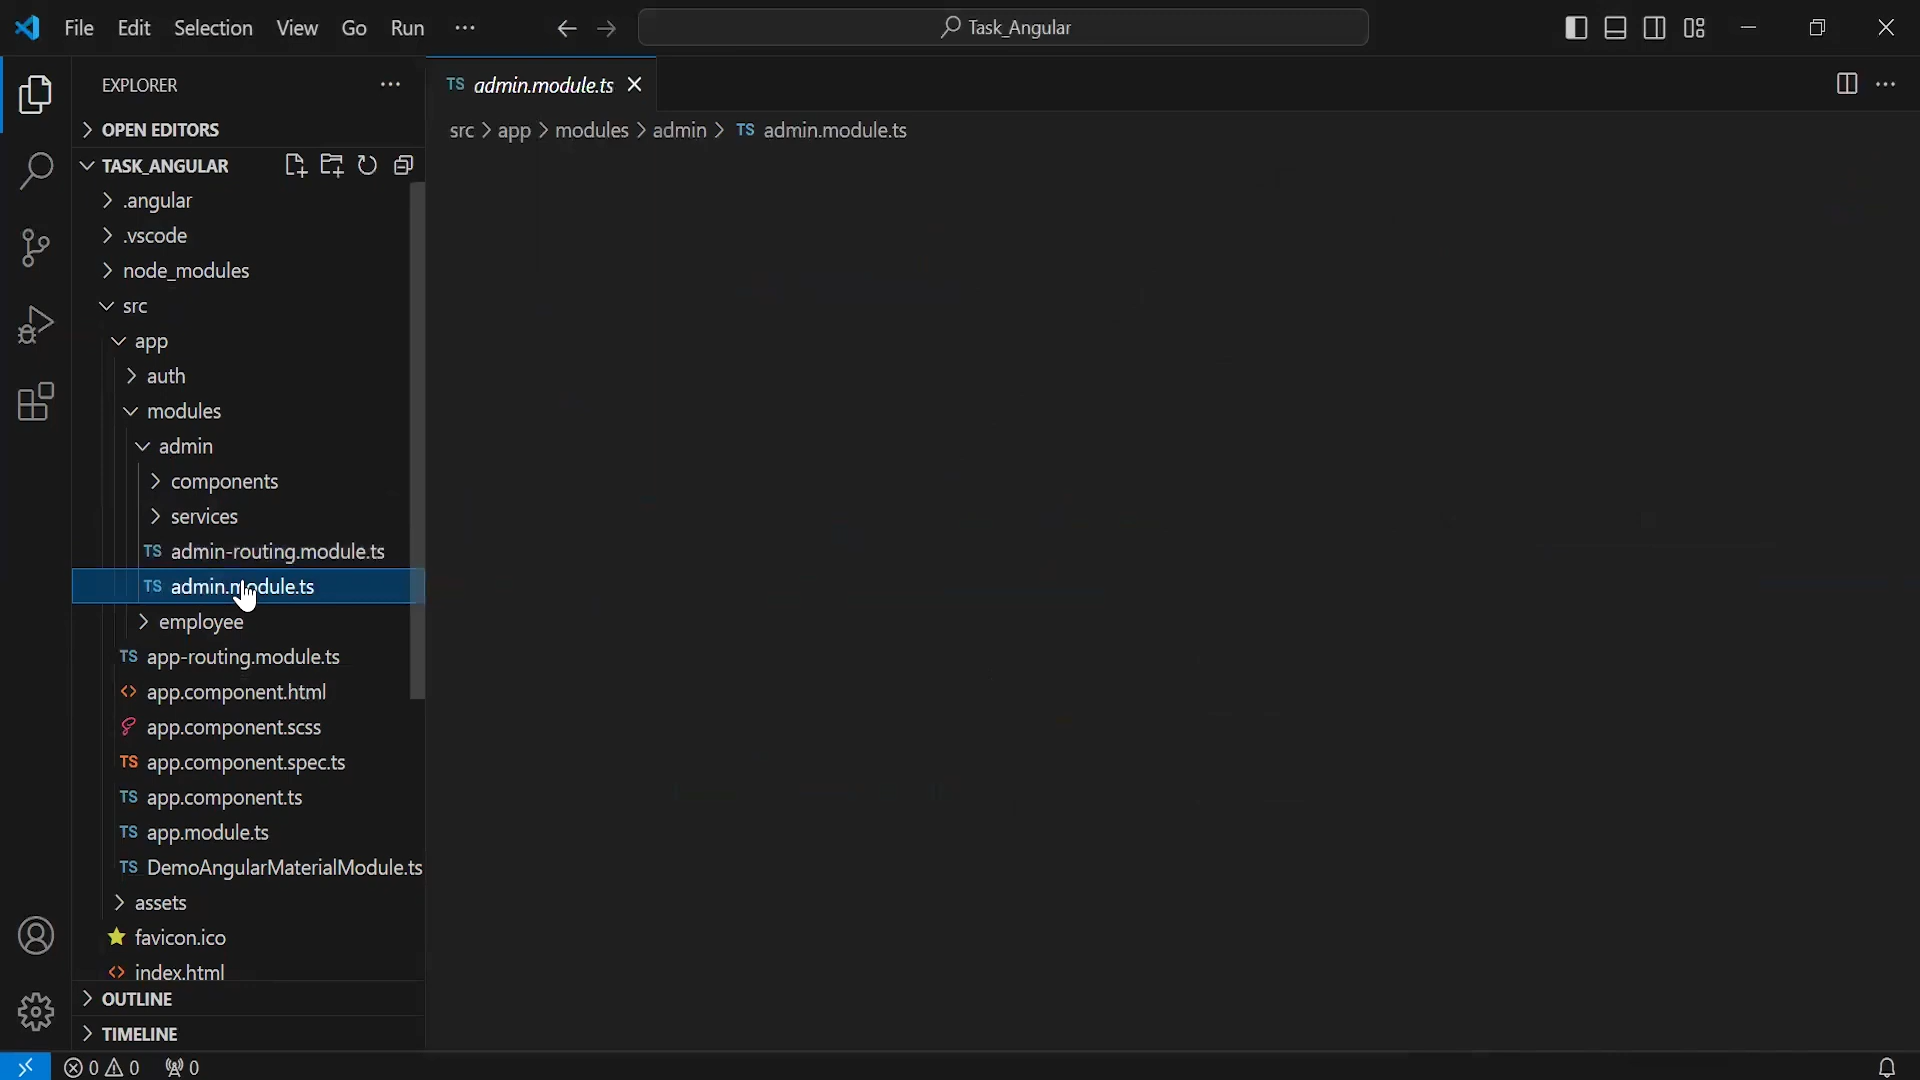 File Edit Selection View Go Run ··· Task_Angular
EXPLORER ···
OPEN EDITORS
TASK_ANGULAR
.angular
.vscode
node_modules
src
app
auth
modules
admin
components
services
TS admin-routing.module.ts
TS admin.module.ts
employee
TS app-routing.module.ts
<> app.component.html
app.component.scss
TS app.component.spec.ts
TS app.component.ts
TS app.module.ts
TS DemoAngularMaterialModule.ts
assets
favicon.ico
<> index.html
OUTLINE
TIMELINE
TS admin.module.ts
src > app > modules > admin > TS admin.module.ts
0 0 0